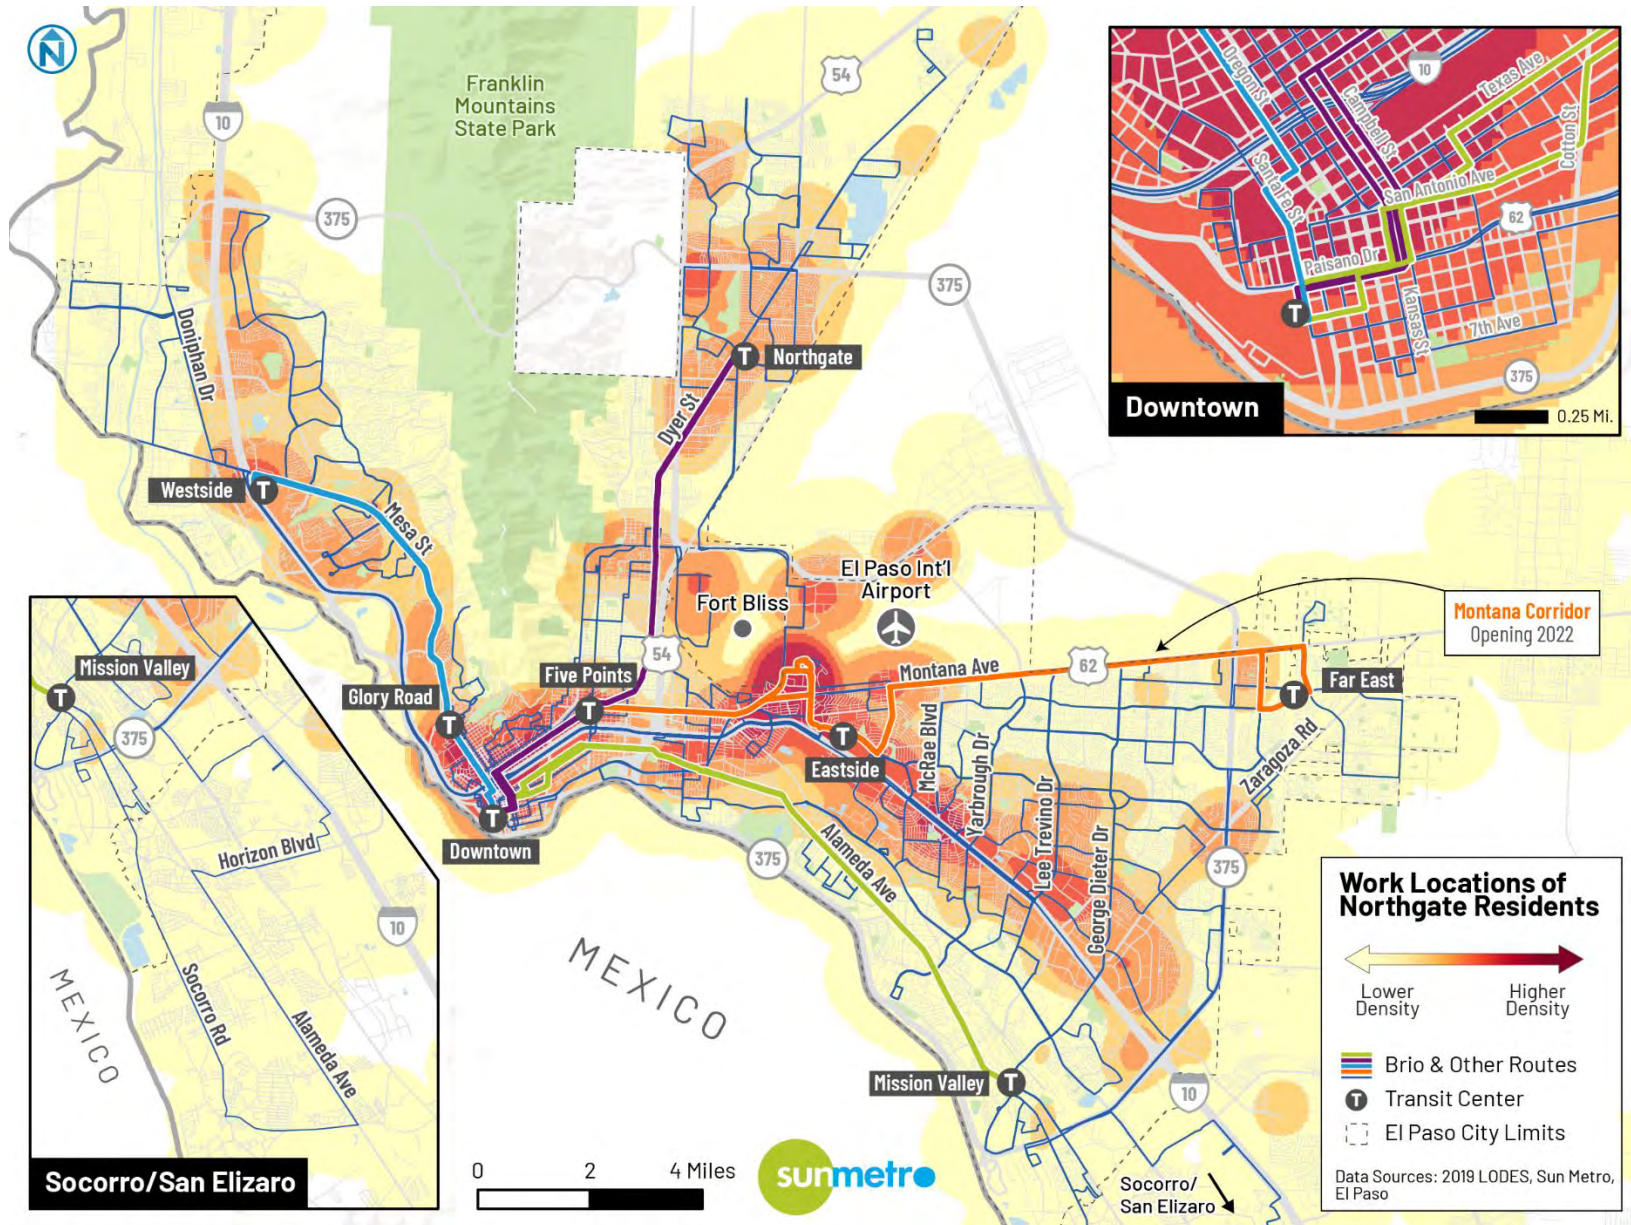 N
Franklin
Mountains
State Park
54
10
375
375
Doniphan Dr
Northgate
Dyer St
Westside
Mesa St
El Paso Int'l
Airport
Fort Bliss
54
Five Points
Montana Ave
62
Montana Corridor
Opening 2022
Far East
Glory Road
Eastside
McRae Blvd
Yarbrough Dr
Lee Trevino Dr
George Dieter Dr
Zaragoza Rd
Downtown
375
Alameda Ave
375
MEXICO
Mission Valley
10
Socorro/
San Elizaro
T
T
T
T
T
T
T
T
Oregon St
10
Texas Ave
Campbell St
Cotton St
Santa Fe St
San Antonio Ave
62
Paisano Dr
T
Kansas St
7th Ave
375
Downtown
0.25 Mi.
Mission Valley
T
375
Horizon Blvd
10
Socorro Rd
Alameda Ave
MEXICO
Socorro/San Elizaro
0 2 4 Miles
sunmetro
Work Locations of
Northgate Residents
Lower
Density
Higher
Density
Brio & Other Routes
T Transit Center
El Paso City Limits
Data Sources: 2019 LODES, Sun Metro,
El Paso